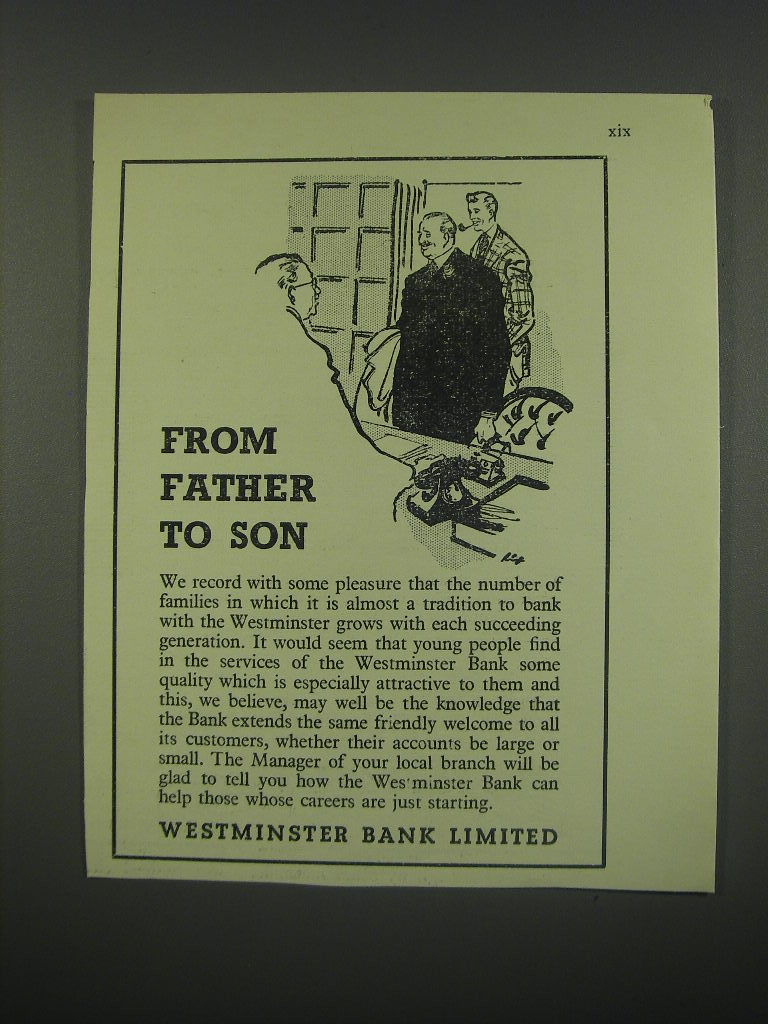 xix
FROM
FATHER
TO SON
We record with some pleasure that the number of
families in which it is almost a tradition to bank
with the Westminster grows with each succeeding
generation. It would seem that young people find
in the services of the Westminster Bank some
quality which is especially attractive to them and
this, we believe, may well be the knowledge that
the Bank extends the same friendly welcome to all
its customers, whether their accounts be large or
small. The Manager of your local branch will be
glad to tell you how the Westminster Bank can
help those whose careers are just starting.
WESTMINSTER BANK LIMITED